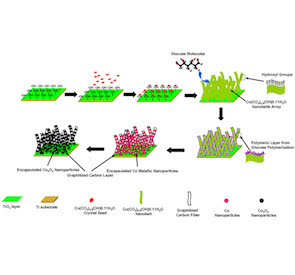 Glucose Molecules
Hydroxyl Groups
Co(CO₃)₀.₅(OH)0.11H₂O
Nanobelts Array
Polymeric Layer from
Glucose Polymerization
Encapsulated Co₃O₄ Nanoparticles
Graphitized Carbon Layer
Encapsulated Co Metallic Nanoparticles
TiO₂ layer
Ti substrate
Co(CO₃)₀.₅(OH)0.11H₂O
Crystal Seed
Co(CO₃)₀.₅(OH)0.11H₂O
Nanobelt
Graphitized
Carbon Fiber
Co
Nanoparticles
Co₃O₄
Nanoparticles